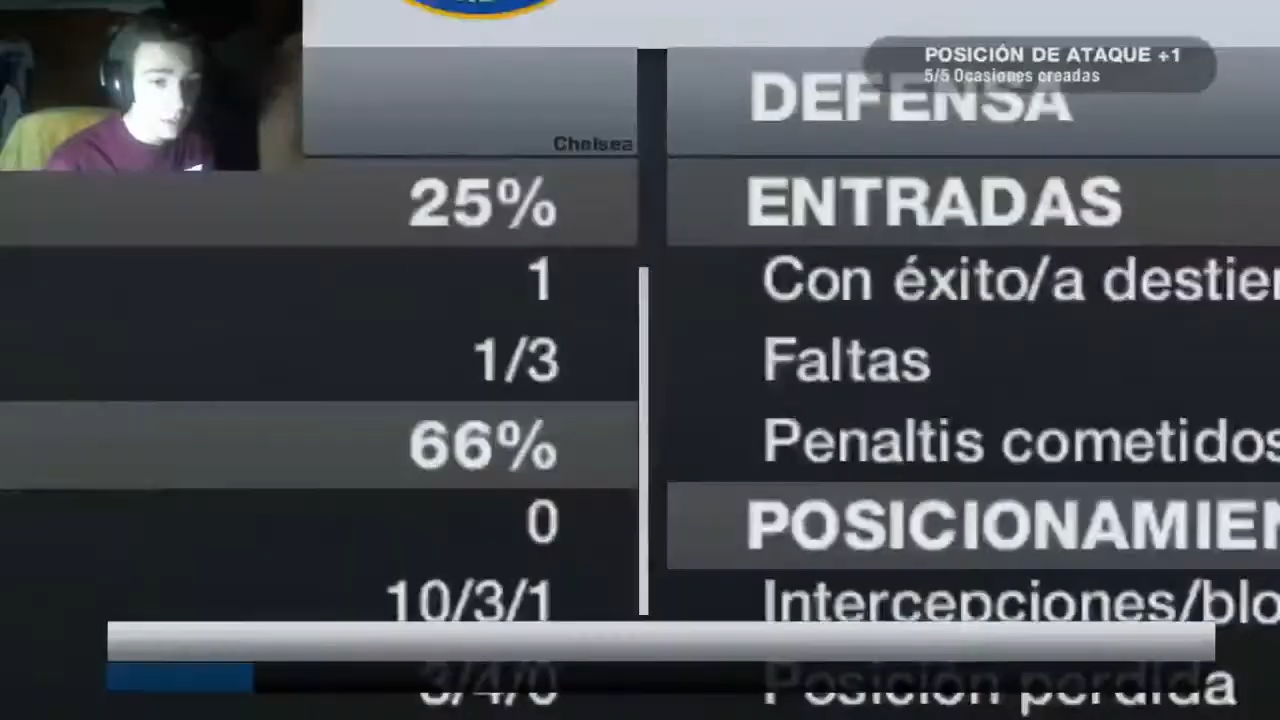 POSICIÓN DE ATAQUE +1
5/5 Ocasiones creadas
DEFENSA
Chelsea
25%
ENTRADAS
1
Con éxito/a destier
1/3
Faltas
66%
Penaltis cometidos
0
POSICIONAMIEN
10/3/1
Intercepciones/blo
3/4/0
Posición perdida